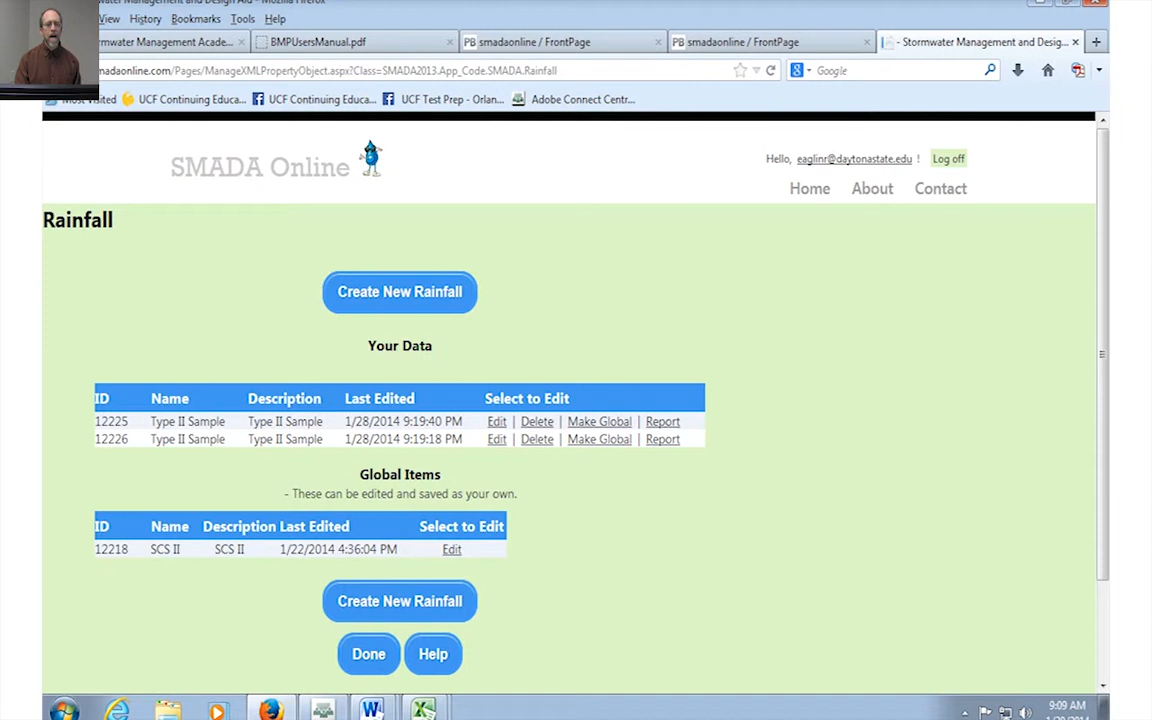 water Management and Design Aid - Mozilla Firefox
View History Bookmarks Tools Help
rmwater Management Acade... BMPUsersManual.pdf smadaonline / FrontPage smadaonline / FrontPage - Stormwater Management and Desig...
madaonline.com/Pages/ManageXMLPropertyObject.aspx?Class=SMADA2013.App_Code.SMADA.Rainfall Google
Most Visited UCF Continuing Educa... UCF Continuing Educa... UCF Test Prep - Orlan... Adobe Connect Centr...
SMADA Online
Hello, eaglinr@daytonastate.edu ! Log off
Home About Contact
Rainfall
Create New Rainfall
Your Data
ID Name Description Last Edited Select to Edit
12225 Type II Sample Type II Sample 1/28/2014 9:19:40 PM Edit | Delete | Make Global | Report
12226 Type II Sample Type II Sample 1/28/2014 9:19:18 PM Edit | Delete | Make Global | Report
Global Items
- These can be edited and saved as your own.
ID Name Description Last Edited Select to Edit
12218 SCS II SCS II 1/22/2014 4:36:04 PM Edit
Create New Rainfall
Done Help
9:09 AM